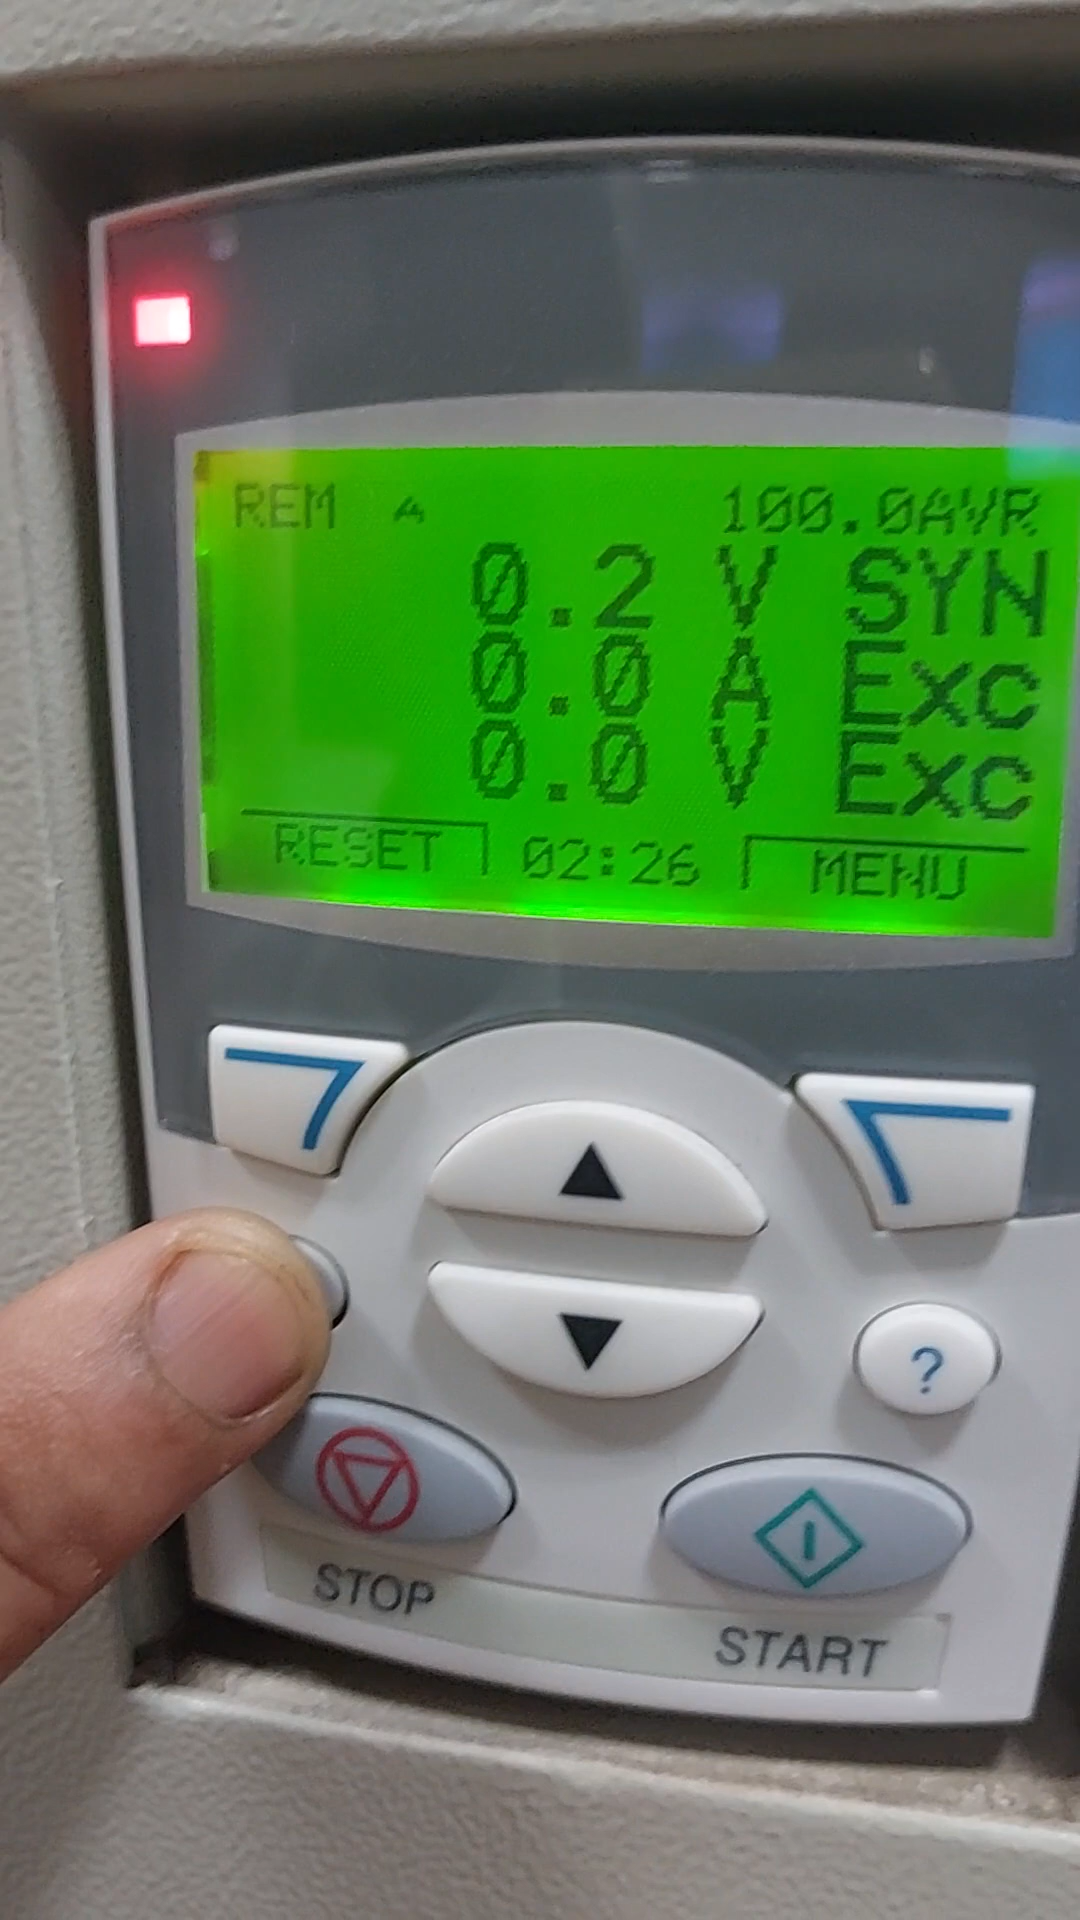 REM 100.0AVR
0.2 V SYN
0.0 A Exc
0.0 V Exc
RESET 02:26 MENU
?
STOP
START